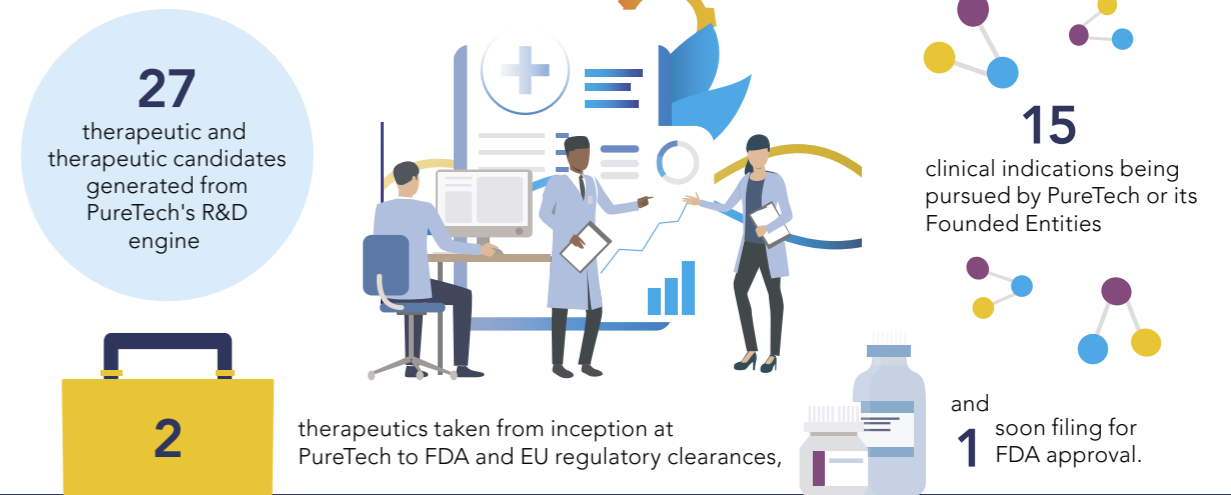 27
therapeutic and
therapeutic candidates
generated from
PureTech's R&D
engine
15
clinical indications being
pursued by PureTech or its
Founded Entities
2
therapeutics taken from inception at
PureTech to FDA and EU regulatory clearances,
and
1 soon filing for
FDA approval.